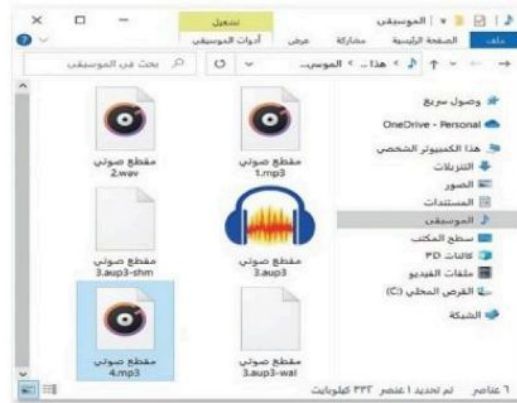 الموسيقى
تشغيل
ملف
الصفحة الرئيسية
مشاركة
عرض
أدوات الموسيقى
هذا ... > الموسي...
بحث في الموسيقى
وصول سريع
OneDrive - Personal
هذا الكمبيوتر الشخصي
التنزيلات
الصور
المستندات
الموسيقى
سطح المكتب
كائنات 3D
ملفات الفيديو
القرص المحلي (C:)
الشبكة
مقطع صوتي
1.mp3
مقطع صوتي
2.wav
مقطع صوتي
3.aup3
مقطع صوتي
3.aup3-shm
مقطع صوتي
3.aup3-wal
مقطع صوتي
4.mp3
٦ عناصر تم تحديد ١ عنصر ٣٣٢ كيلوبايت